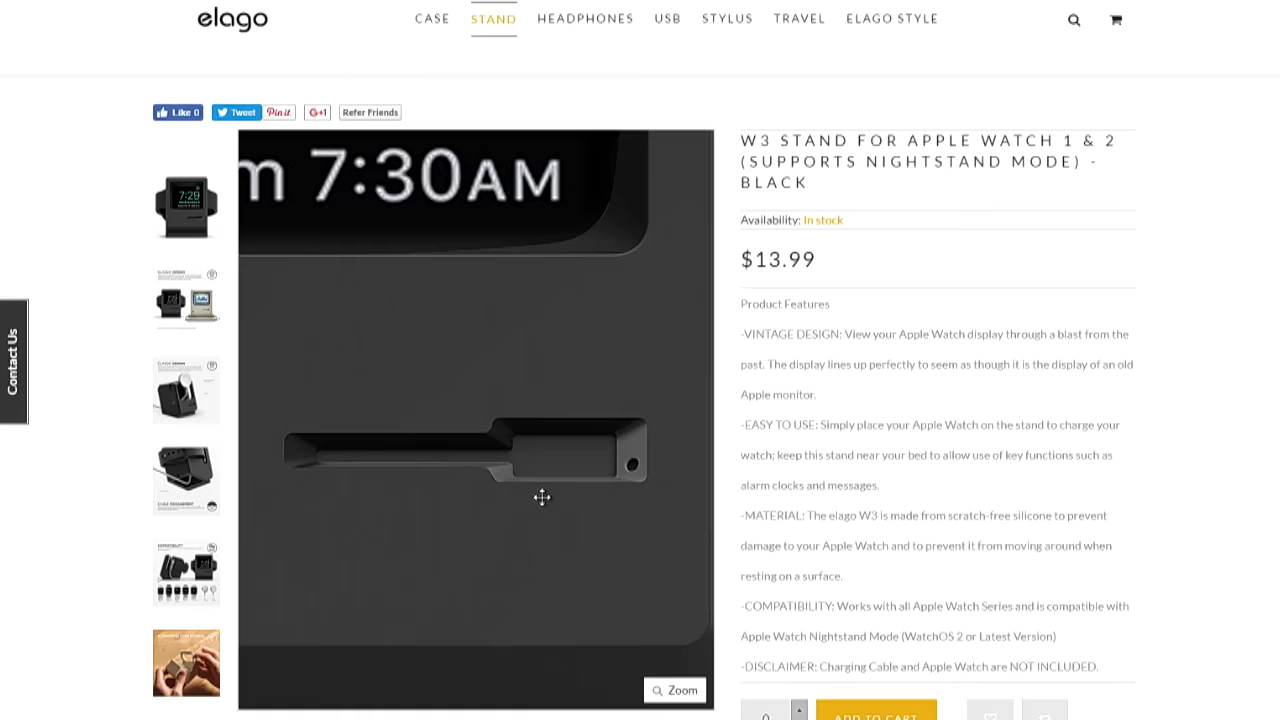 elago
CASE
STAND
HEADPHONES
USB
STYLUS
TRAVEL
ELAGO STYLE
Like 0
Tweet
Pin it
G+1
Refer Friends
m 7:30AM
7:29
Zoom
Contact Us
W3 STAND FOR APPLE WATCH 1 & 2
(SUPPORTS NIGHTSTAND MODE) -
BLACK
Availability: In stock
$13.99
Product Features
-VINTAGE DESIGN: View your Apple Watch display through a blast from the
past. The display lines up perfectly to seem as though it is the display of an old
Apple monitor.
-EASY TO USE: Simply place your Apple Watch on the stand to charge your
watch; keep this stand near your bed to allow use of key functions such as
alarm clocks and messages.
-MATERIAL: The elago W3 is made from scratch-free silicone to prevent
damage to your Apple Watch and to prevent it from moving around when
resting on a surface.
-COMPATIBILITY: Works with all Apple Watch Series and is compatible with
Apple Watch Nightstand Mode (WatchOS 2 or Latest Version)
-DISCLAIMER: Charging Cable and Apple Watch are NOT INCLUDED.
0
ADD TO CART